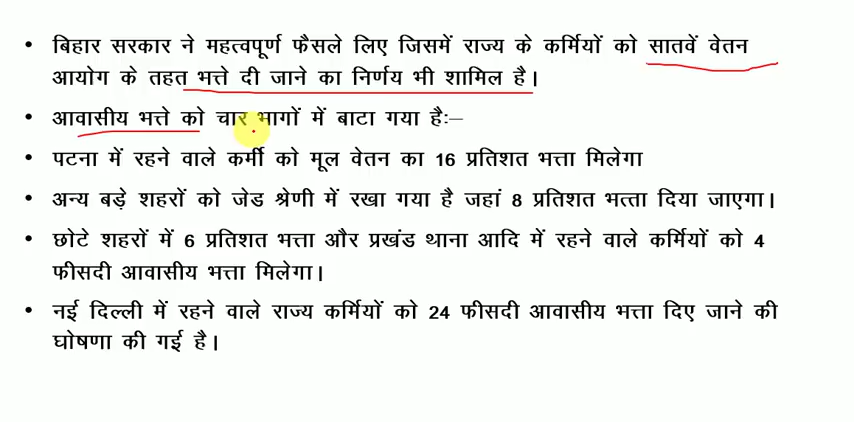 • बिहार सरकार ने महत्वपूर्ण फैसले लिए जिसमें राज्य के कर्मियों को सातवें वेतन
आयोग के तहत भत्ते दी जाने का निर्णय भी शामिल है।
• आवासीय भत्ते को चार भागों में बाटा गया है:–
• पटना में रहने वाले कर्मी को मूल वेतन का 16 प्रतिशत भत्ता मिलेगा
• अन्य बड़े शहरों को जेड श्रेणी में रखा गया है जहां 8 प्रतिशत भत्ता दिया जाएगा।
• छोटे शहरों में 6 प्रतिशत भत्ता और प्रखंड थाना आदि में रहने वाले कर्मियों को 4
फीसदी आवासीय भत्ता मिलेगा।
• नई दिल्ली में रहने वाले राज्य कर्मियों को 24 फीसदी आवासीय भत्ता दिए जाने की
घोषणा की गई है।